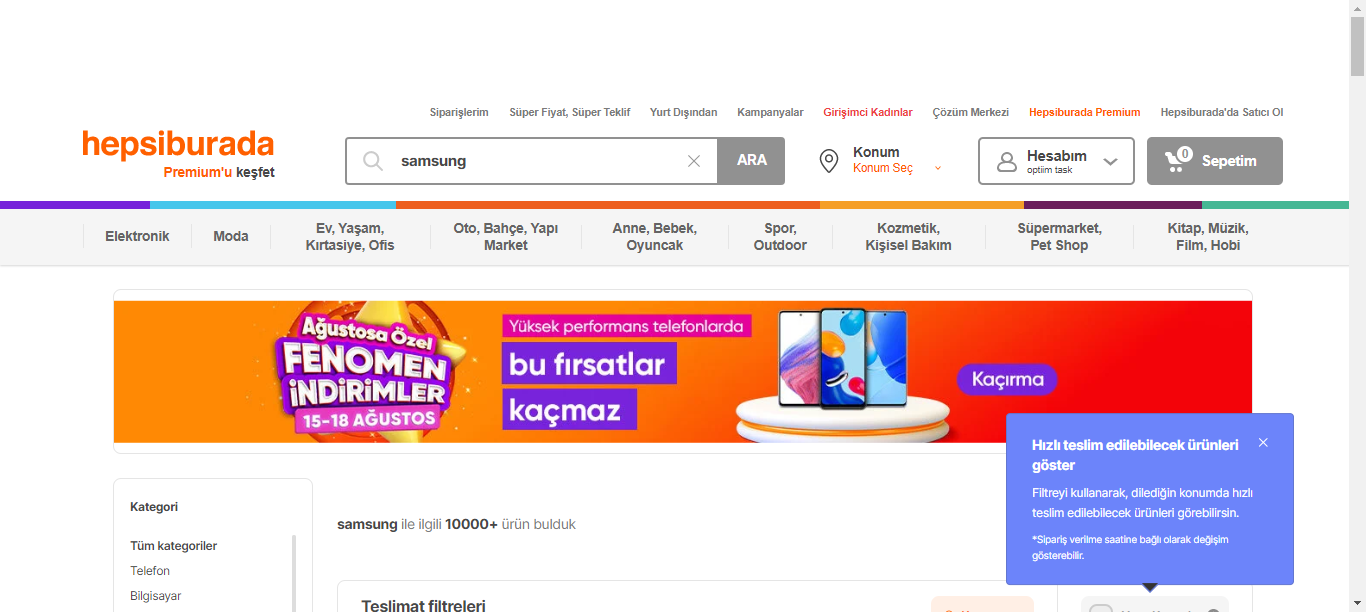 Siparişlerim Süper Fiyat, Süper Teklif Yurt Dışından Kampanyalar Girişimci Kadınlar Çözüm Merkezi Hepsiburada Premium Hepsiburada'da Satıcı Ol
hepsiburada
Premium'u keşfet
samsung
ARA
Konum
Konum Seç
Hesabım
optiim task
0
Sepetim
Elektronik
Moda
Ev, Yaşam,
Kırtasiye, Ofis
Oto, Bahçe, Yapı
Market
Anne, Bebek,
Oyuncak
Spor,
Outdoor
Kozmetik,
Kişisel Bakım
Süpermarket,
Pet Shop
Kitap, Müzik,
Film, Hobi
Ağustosa Özel
FENOMEN
İNDİRİMLER
15-18 AĞUSTOS
Yüksek performans telefonlarda
bu fırsatlar
kaçmaz
Kaçırma
Hızlı teslim edilebilecek ürünleri
göster
Filtreyi kullanarak, dilediğin konumda hızlı
teslim edilebilecek ürünleri görebilirsin.
*Sipariş verilme saatine bağlı olarak değişim
gösterebilir.
Kategori
Tüm kategoriler
Telefon
Bilgisayar
samsung ile ilgili 10000+ ürün bulduk
Teslimat filtreleri